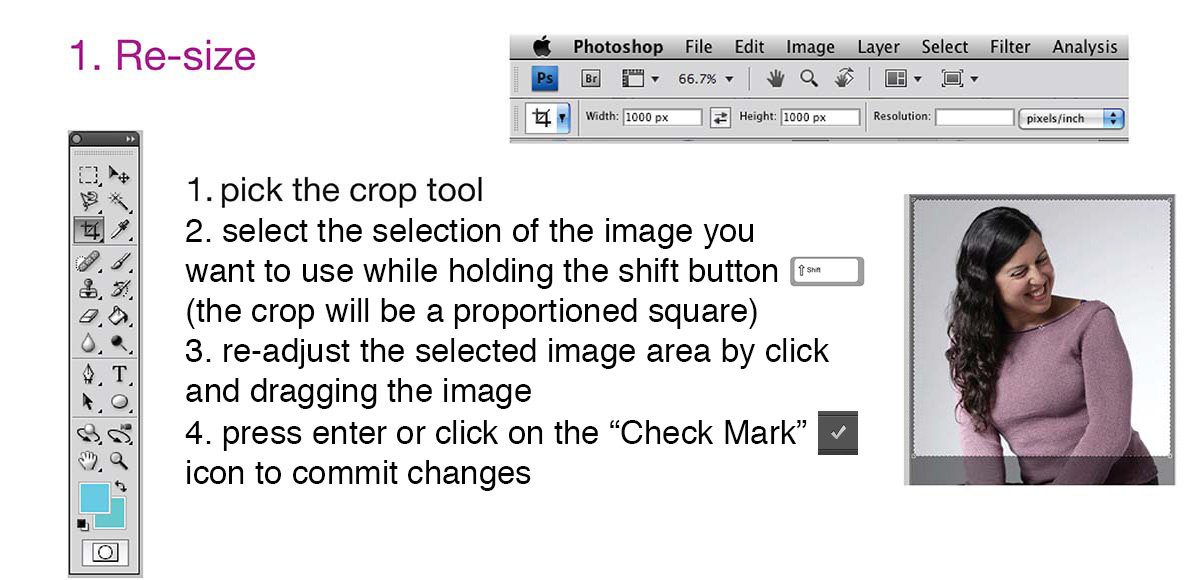 1. Re-size
Photoshop File Edit Image Layer Select Filter Analysis
Ps Br 66.7%
Width: 1000 px Height: 1000 px Resolution: pixels/inch
1. pick the crop tool
2. select the selection of the image you
want to use while holding the shift button Shift
(the crop will be a proportioned square)
3. re-adjust the selected image area by click
and dragging the image
4. press enter or click on the “Check Mark”
icon to commit changes
T